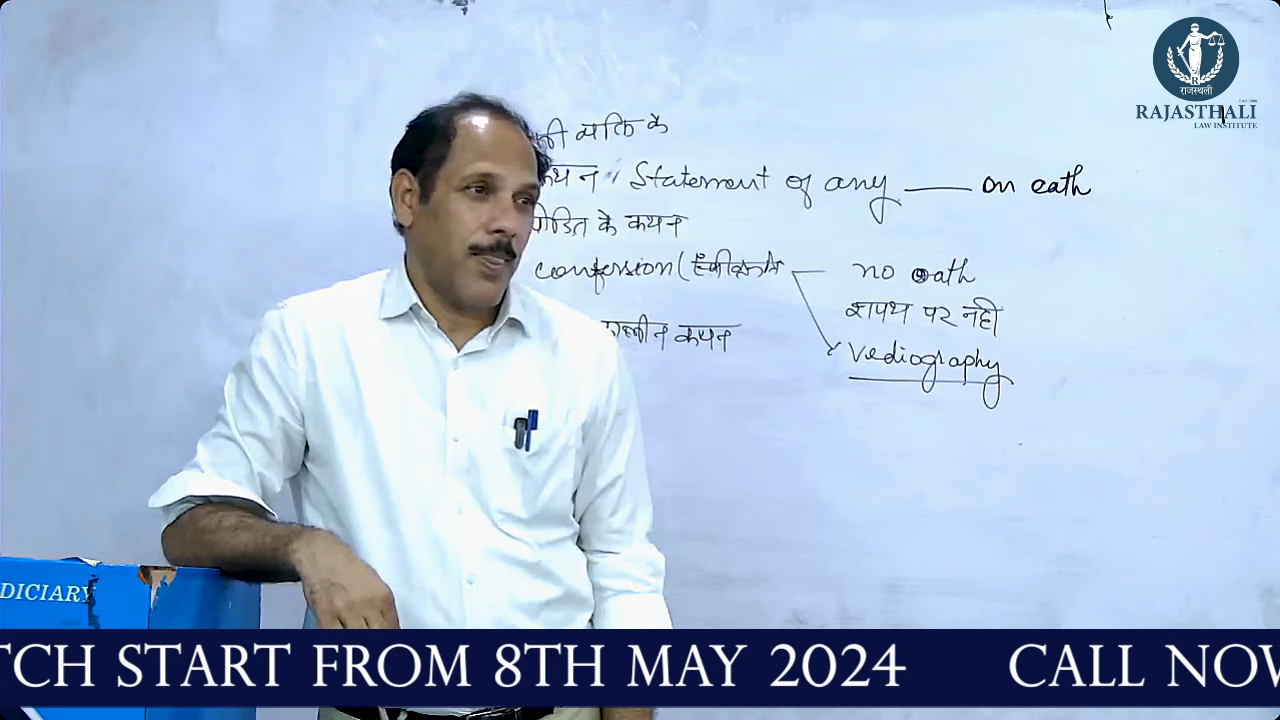 राजस्थली
RAJASTHALI
LAW INSTITUTE
व्यक्ति के
Statement of any —— on oath
के कथन
confersion (
no oath
शपथ पर नही
कथन
Vediography
DICIARY
TCH START FROM 8TH MAY 2024 CALL NOW